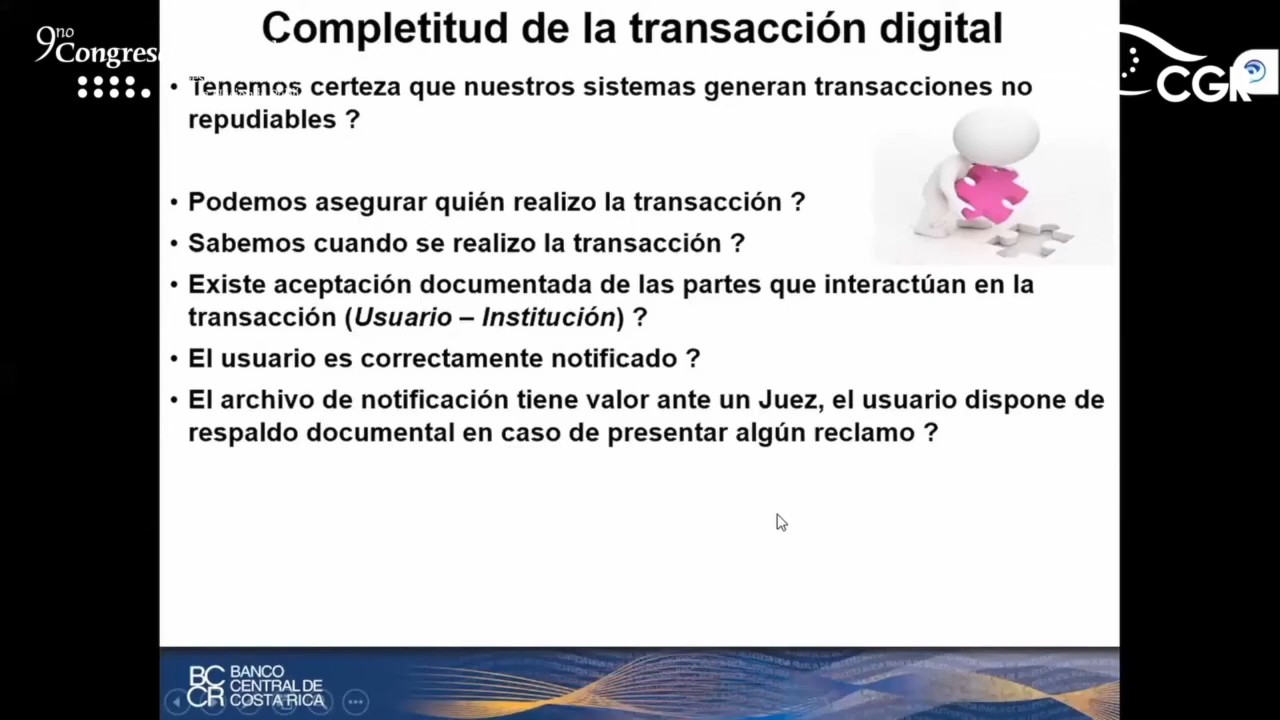 Completitud de la transacción digital
9no
Congres
CGR
• Tenemos certeza que nuestros sistemas generan transacciones no
repudiables ?
• Podemos asegurar quién realizo la transacción ?
• Sabemos cuando se realizo la transacción ?
• Existe aceptación documentada de las partes que interactúan en la
transacción (Usuario – Institución) ?
• El usuario es correctamente notificado ?
• El archivo de notificación tiene valor ante un Juez, el usuario dispone de
respaldo documental en caso de presentar algún reclamo ?
BC
CR
BANCO
CENTRAL DE
COSTA RICA